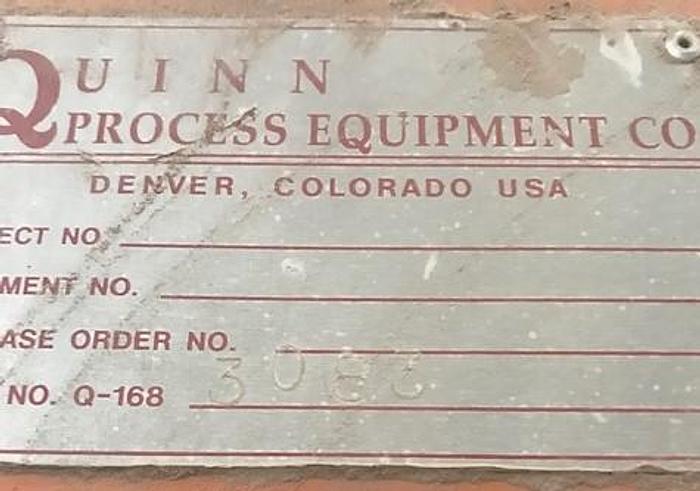 QUINN
PROCESS EQUIPMENT CO
DENVER, COLORADO USA
ECT NO
MENT NO.
ASE ORDER NO.
NO. Q-168 3083